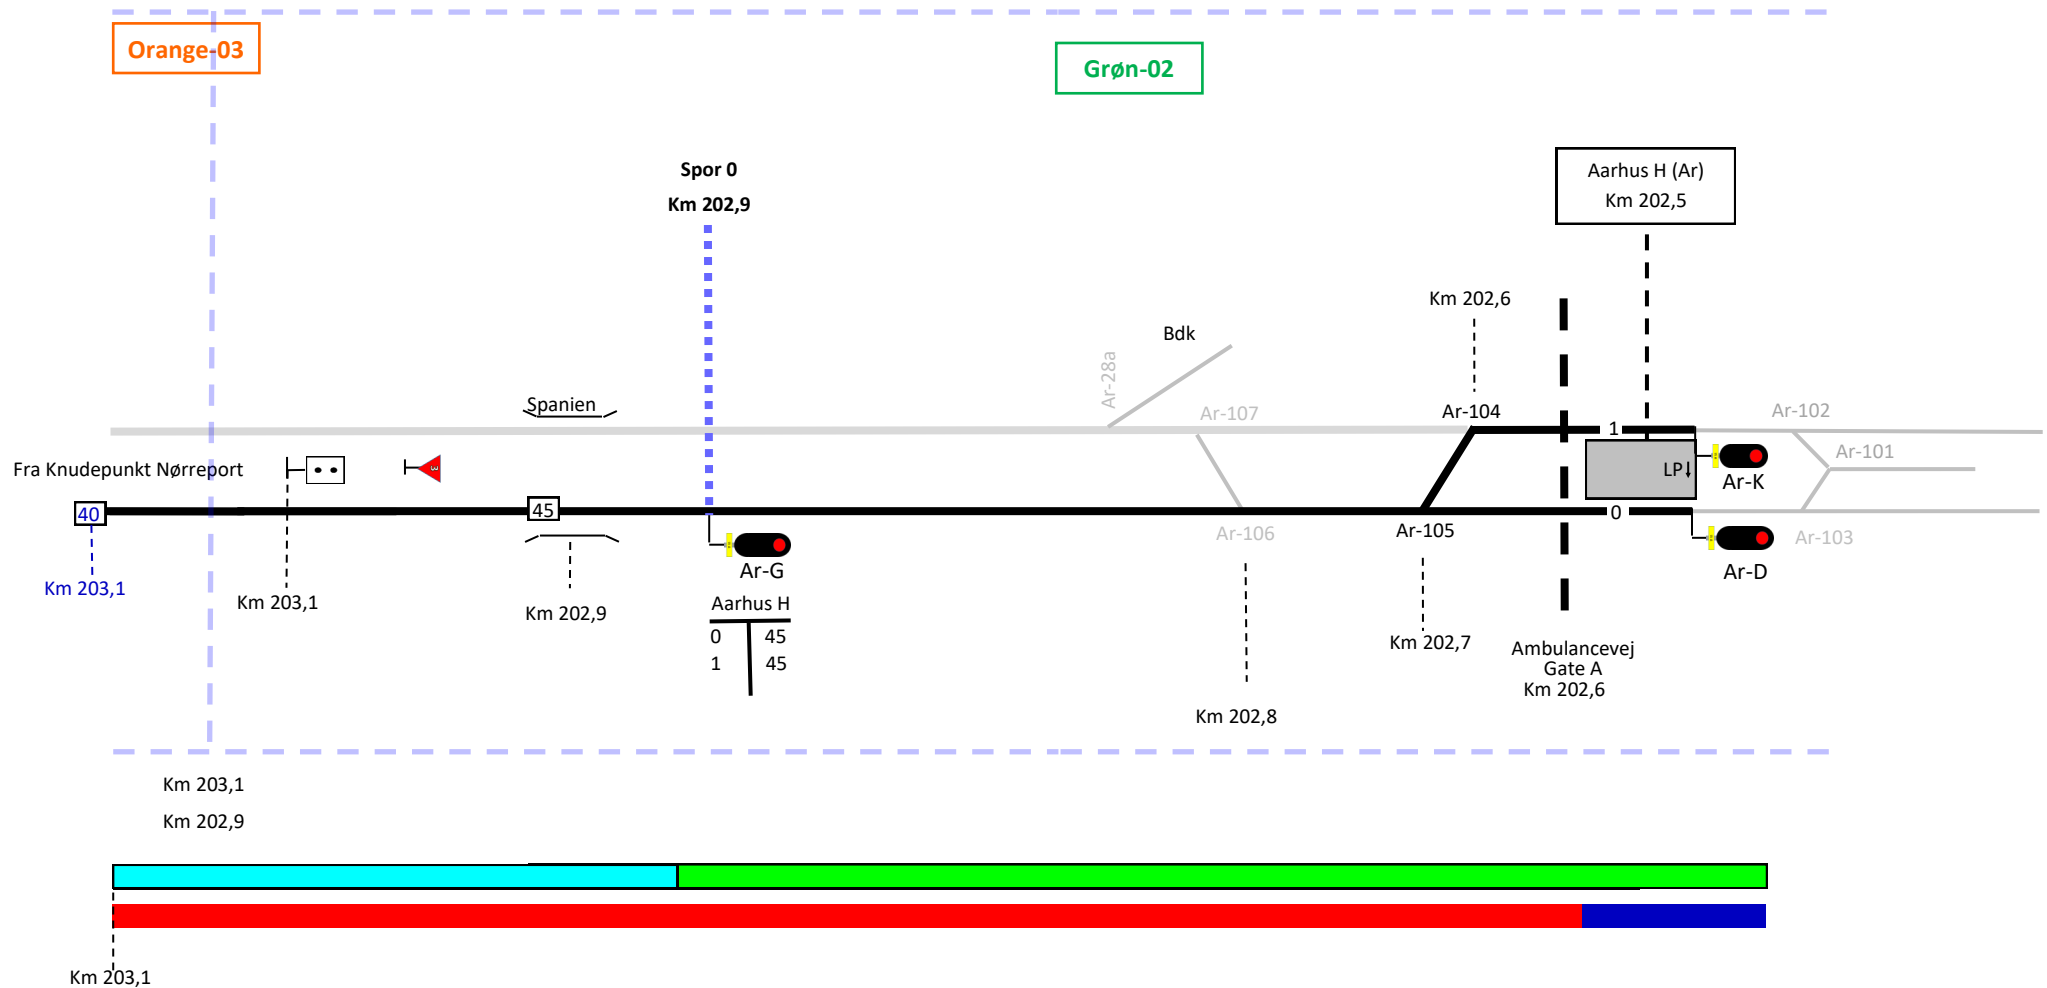 Orange-03
Grøn-02
Spor 0
Km 202,9
Aarhus H (Ar)
Km 202,5
Km 202,6
Bdk
Ar-28a
Spanien
Ar-107
Ar-104
1
Ar-102
Fra Knudepunkt Nørreport
3
LP↓
Ar-K
Ar-101
40
45
0
Ar-G
Ar-106
Ar-105
Ar-D
Ar-103
Km 203,1
Km 203,1
Km 202,9
Aarhus H
0 45
1 45
Km 202,7
Ambulancevej
Gate A
Km 202,6
Km 202,8
Km 203,1
Km 202,9
Km 203,1